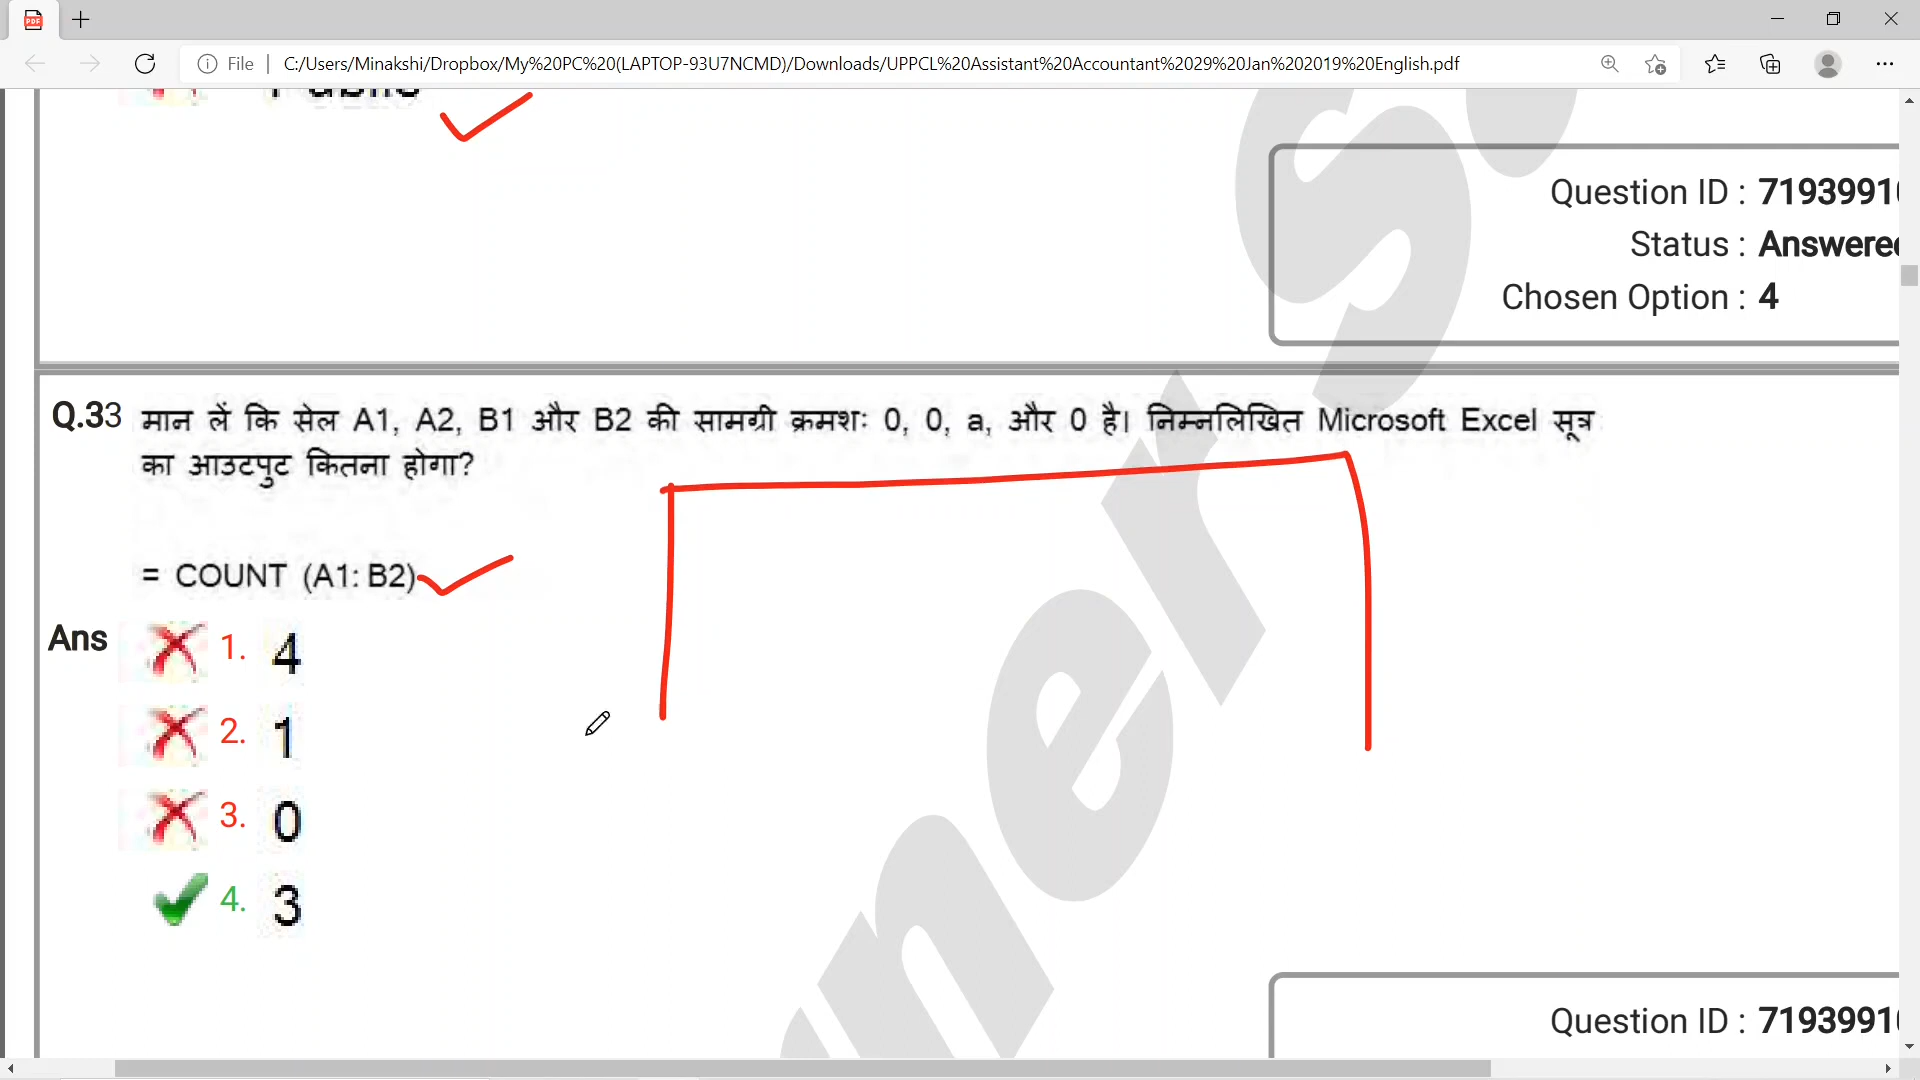 PDF
File
C:/Users/Minakshi/Dropbox/My%20PC%20(LAPTOP-93U7NCMD)/Downloads/UPPCL%20Assistant%20Accountant%2029%20Jan%202019%20English.pdf
Question ID : 7193991
Status : Answered
Chosen Option : 4
Q.33 मान लें कि सेल A1, A2, B1 और B2 की सामग्री क्रमशः 0, 0, a, और 0 है। निम्नलिखित Microsoft Excel सूत्र
का आउटपुट कितना होगा?
= COUNT (A1: B2)
Ans 1. 4
2. 1
3. 0
4. 3
Question ID : 7193991